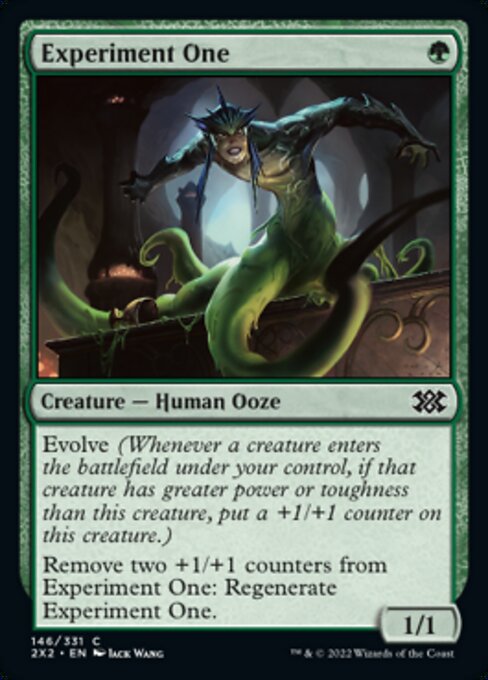 Experiment One
Creature — Human Ooze
Evolve (Whenever a creature enters
the battlefield under your control, if that
creature has greater power or toughness
than this creature, put a +1/+1 counter on
this creature.)
Remove two +1/+1 counters from
Experiment One: Regenerate
Experiment One.
1/1
146/331 C
2X2 • EN Jack Wang
™ & © 2022 Wizards of the Coast